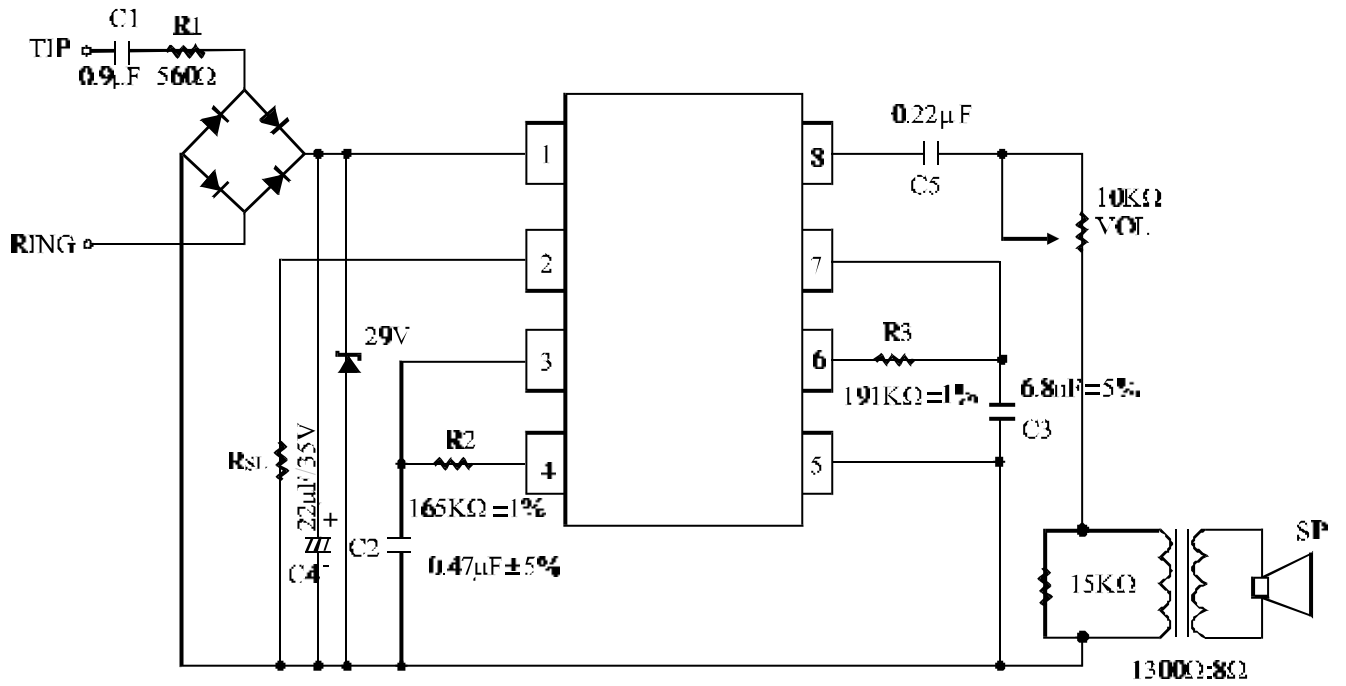 C1
R1
TIP
0.9µF
560Ω
RING
1
2
3
4
8
7
6
5
0.22µF
C5
10KΩ
VOL
29V
R3
191KΩ=1%
6.8nF=5%
C3
RSL
22µF/35V
+
C4
-
R2
165KΩ=1%
C2
0.47µF±5%
15KΩ
SP
1300Ω:8Ω